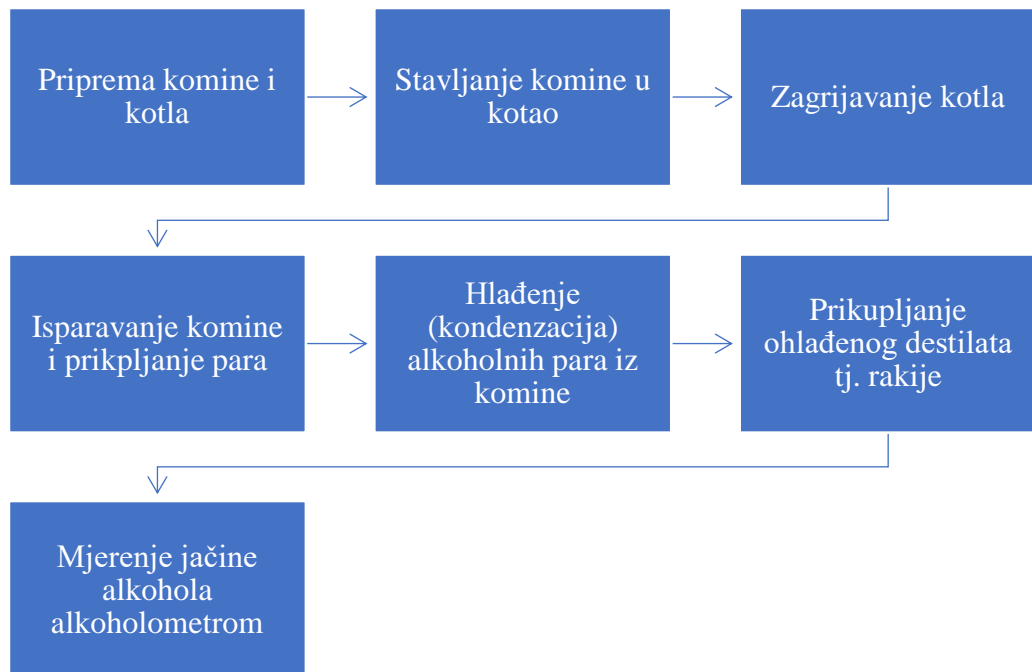 Priprema komine i
kotla
Stavljanje komine u
kotao
Zagrijavanje kotla
Isparavanje komine
i prikpljanje para
Hlađenje
(kondenzacija)
alkoholnih para iz
komine
Prikupljanje
ohlađenog destilata
tj. rakije
Mjerenje jačine
alkohola
alkoholometrom